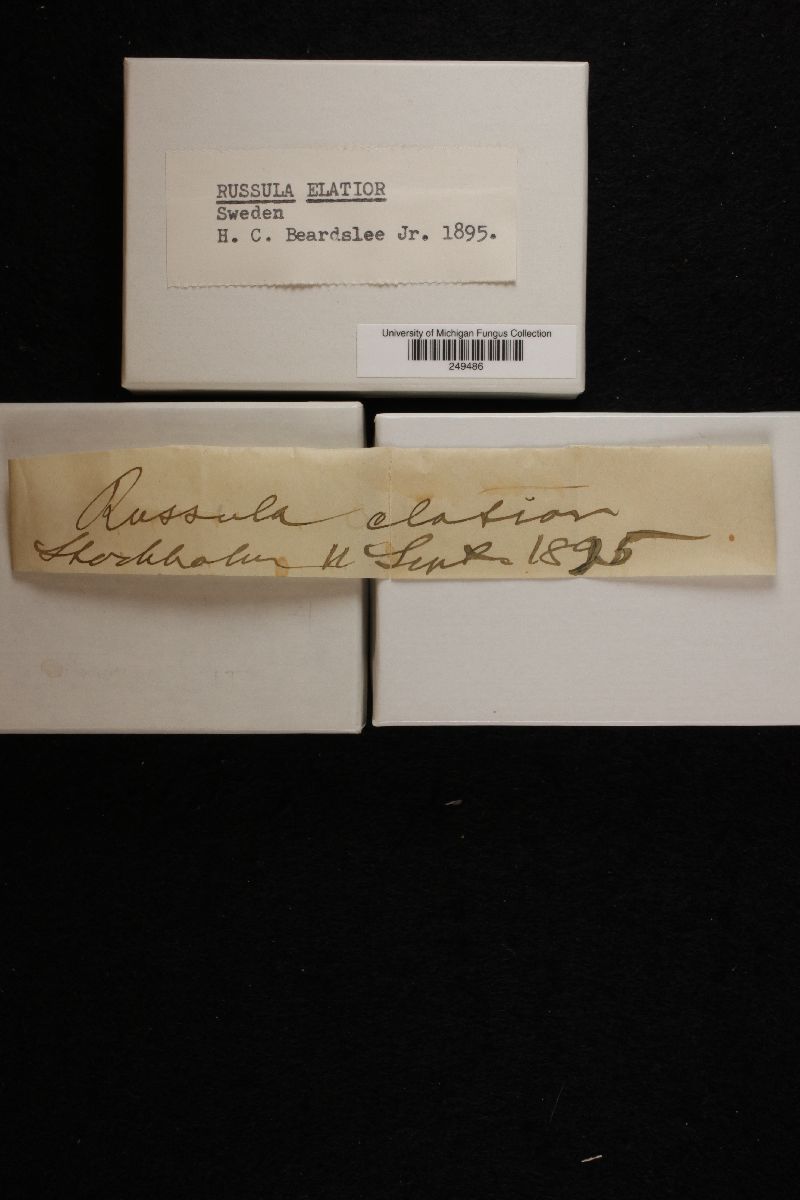 RUSSULA ELATIOR
Sweden
H. C. Beardslee Jr. 1895.
University of Michigan Fungus Collection
249486
Russula elatior
Stockholm 11 Sept. 1895